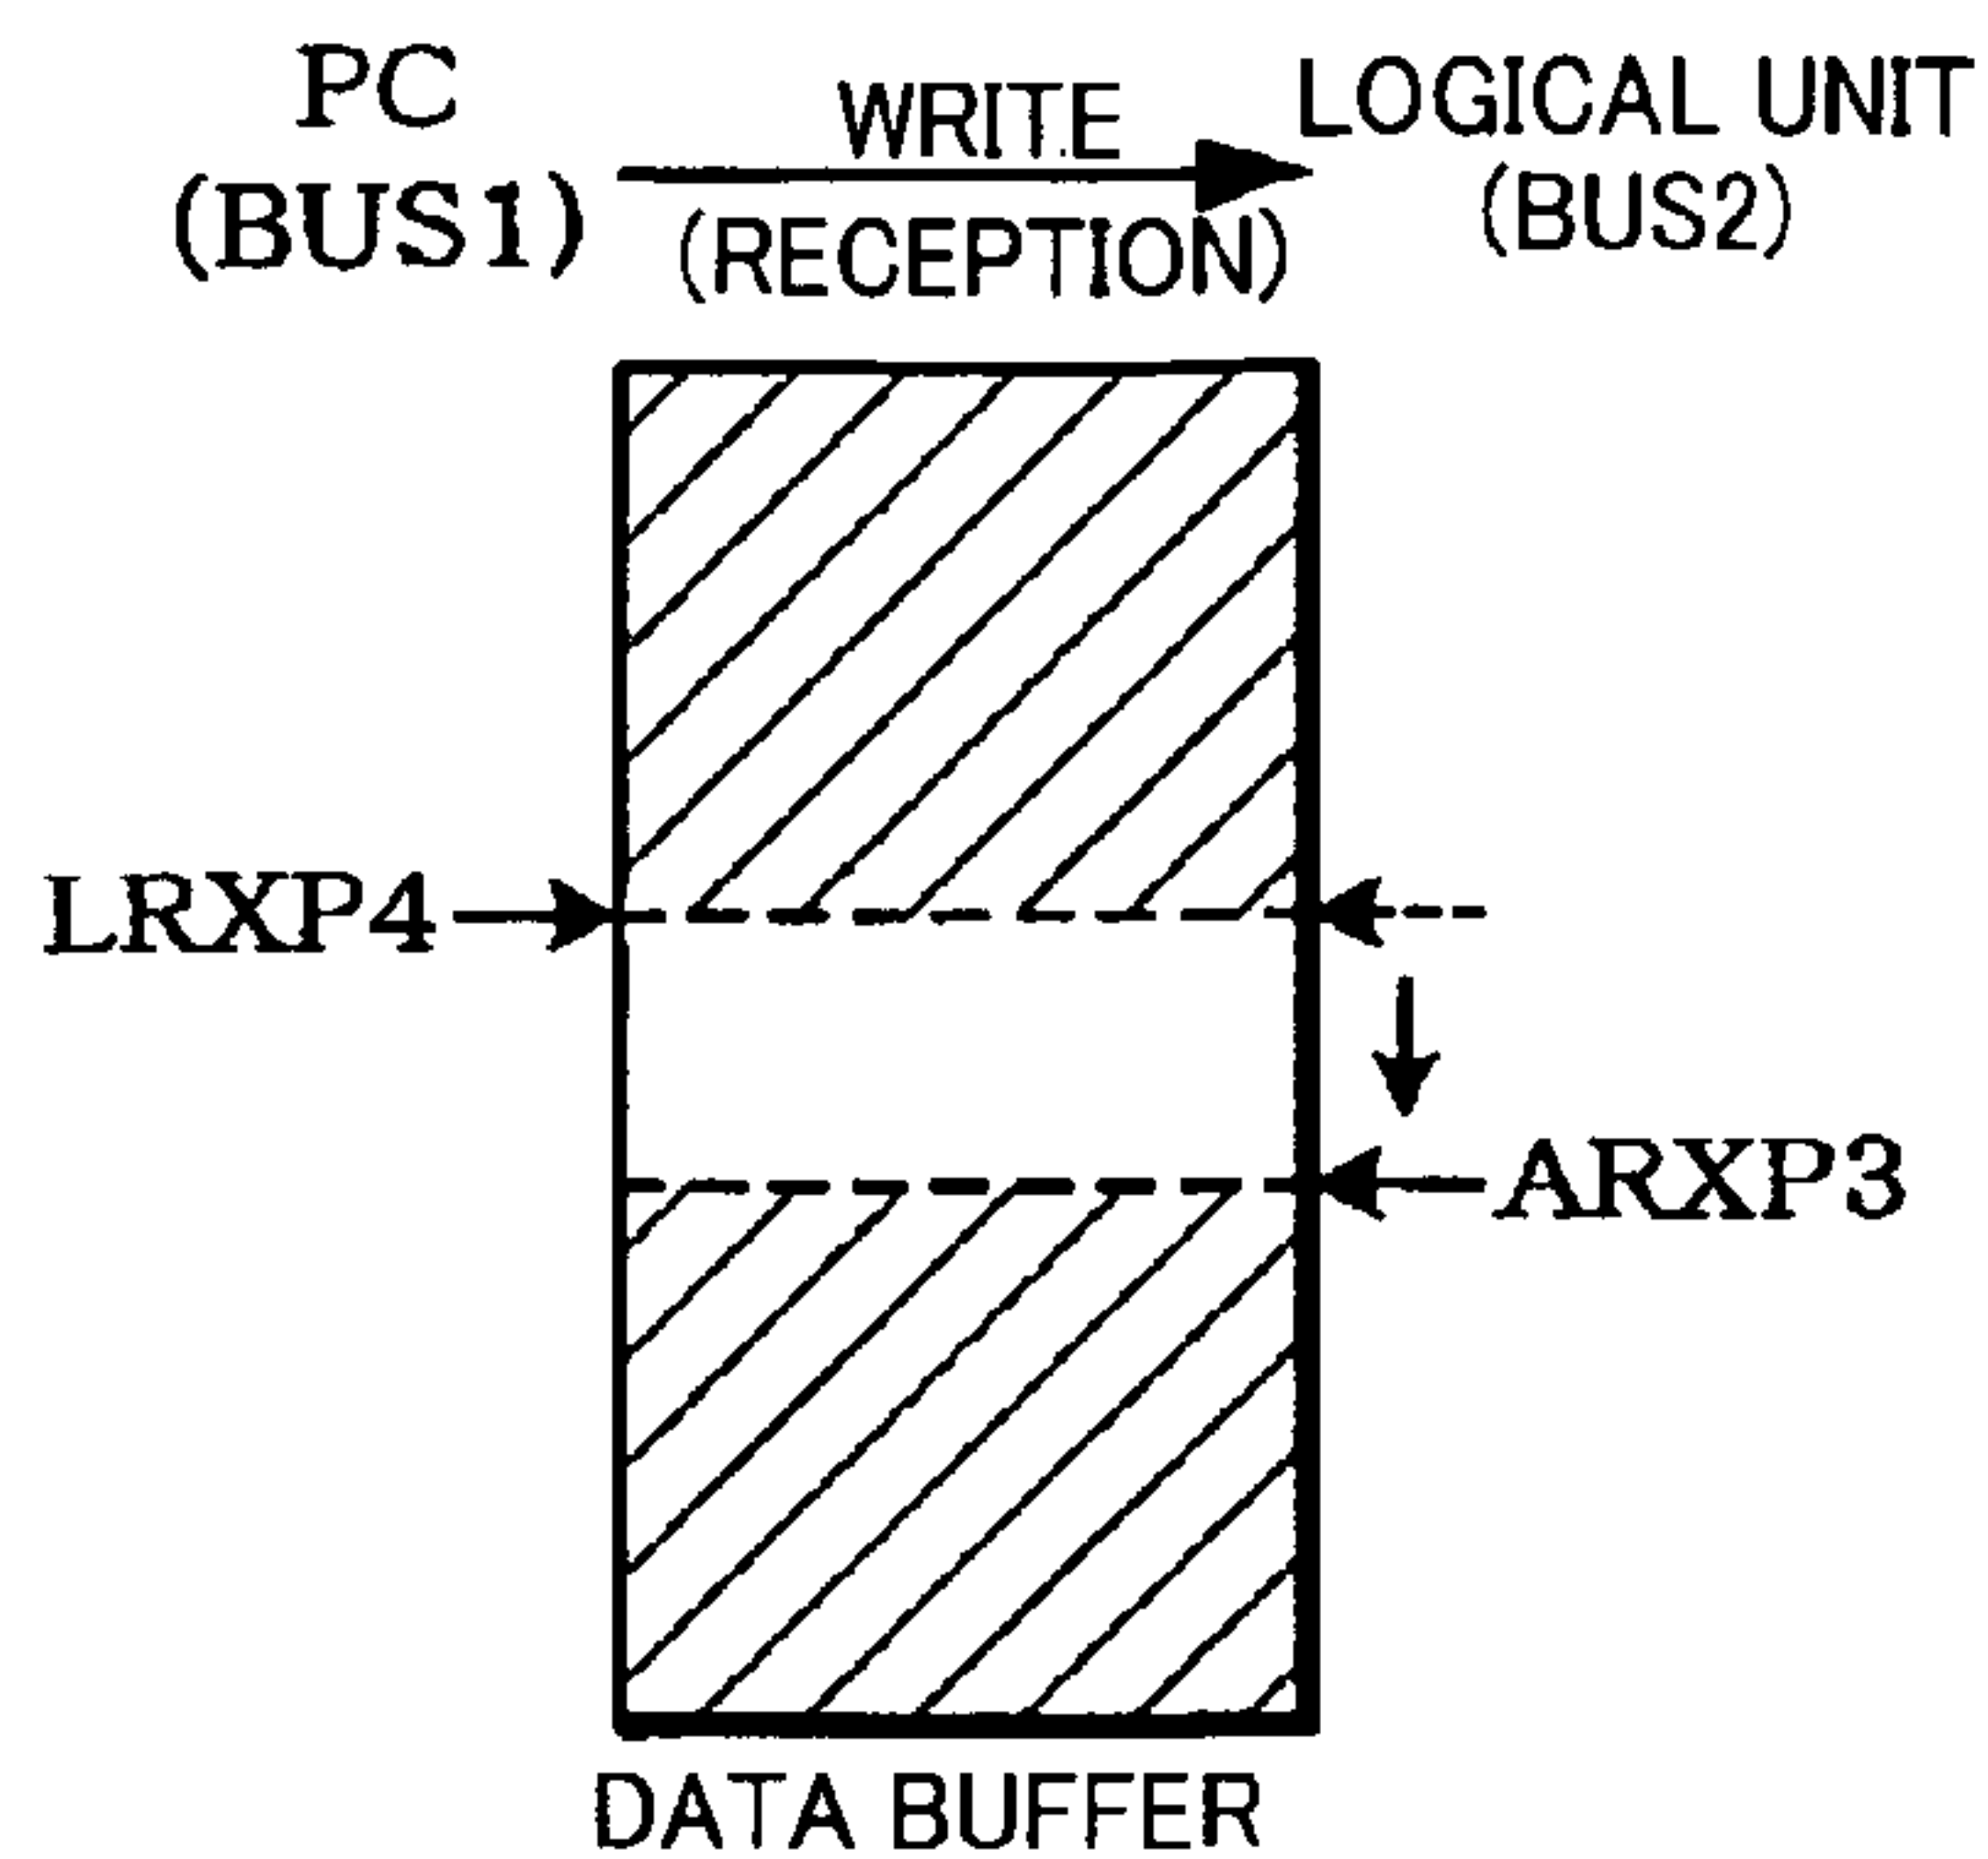 PC
(BUS1)
WRITE
(RECEPTION)
LOGICAL UNIT
(BUS2)
LRXP4
ARXP3
DATA BUFFER